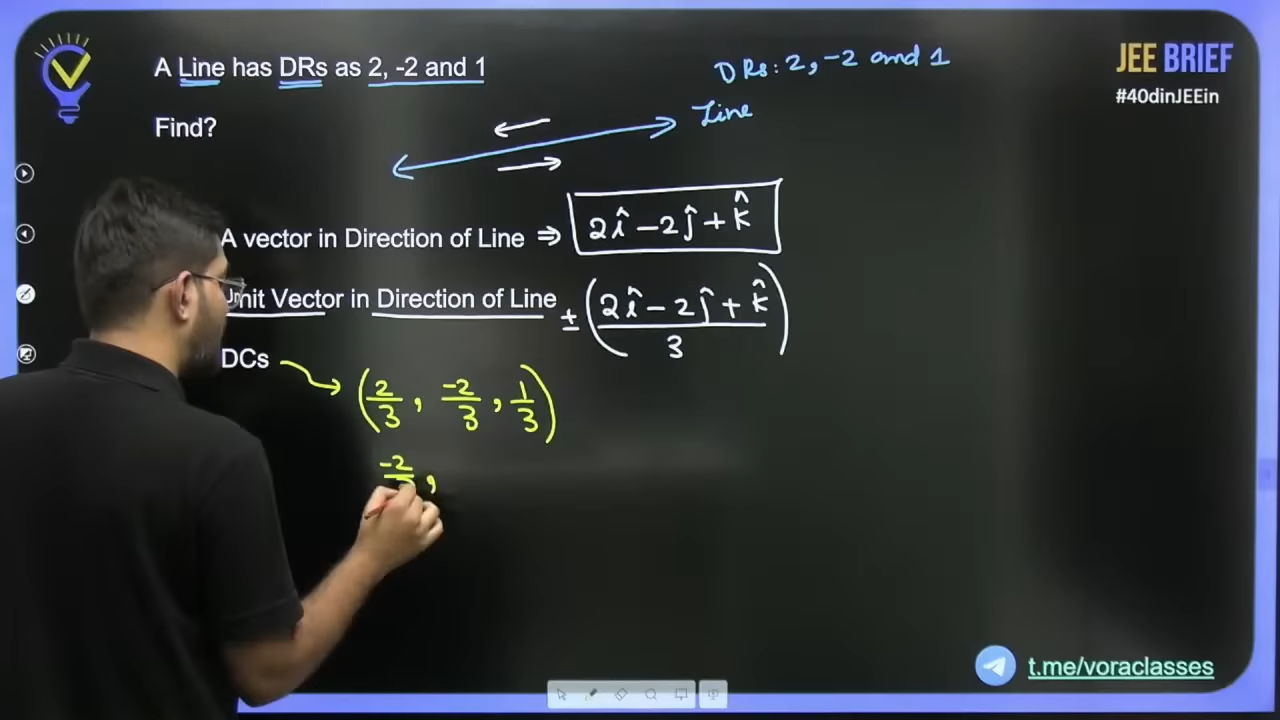 A Line has DRs as 2, -2 and 1
DRs: 2, -2 and 1
JEE BRIEF
#40dinJEEin
Find?
Line
A vector in Direction of Line ⇒ 2î − 2ĵ + k̂
Unit Vector in Direction of Line ± (2î − 2ĵ + k̂ / 3)
DCs → (2/3, -2/3, 1/3)
-2/ ,
t.me/voraclasses